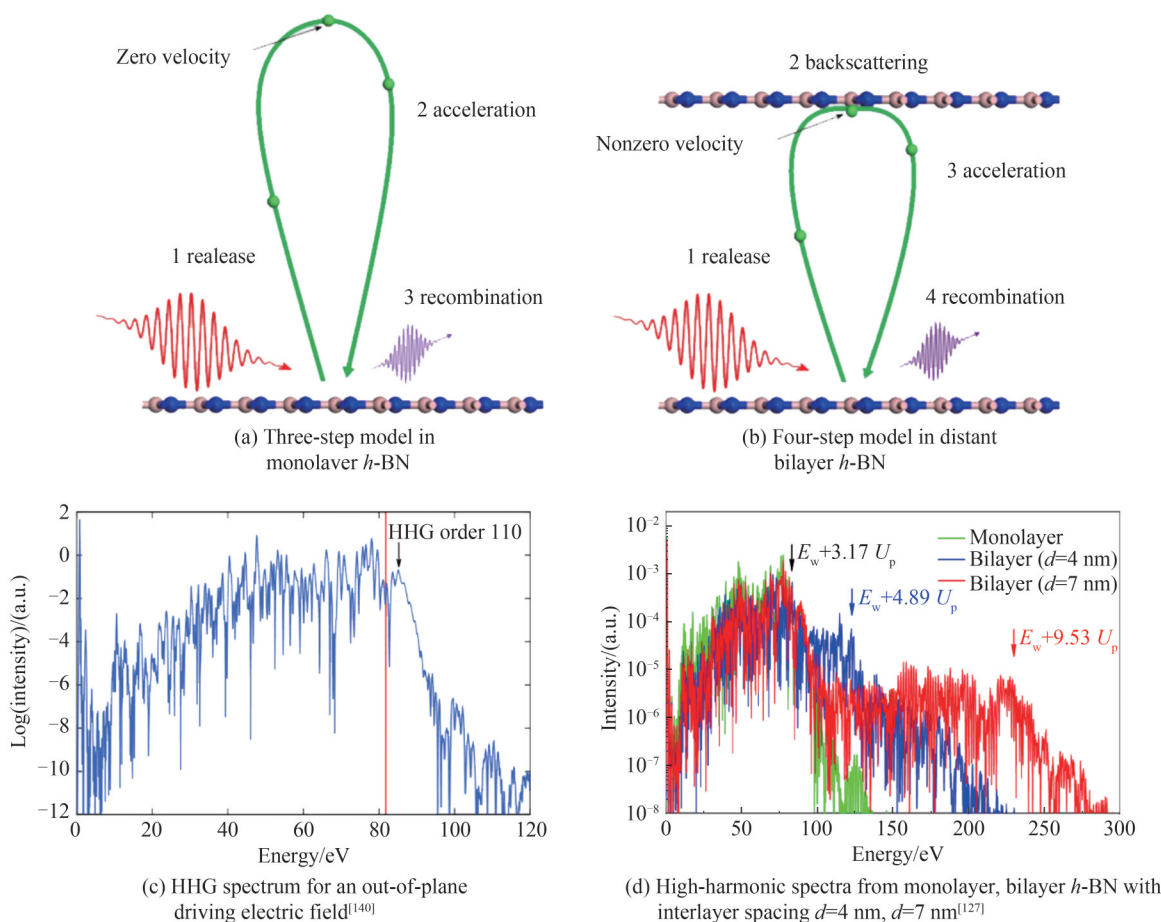 Zero velocity
2 acceleration
1 realease
3 recombination
(a) Three-step model in
monolaver h-BN
2 backscattering
Nonzero velocity
3 acceleration
1 realease
4 recombination
(b) Four-step model in distant
bilayer h-BN
2
0
−2
−4
−6
−8
−10
−12
Log(intensity)/(a.u.)
HHG order 110
0 20 40 60 80 100 120
Energy/eV
(c) HHG spectrum for an out-of-plane
driving electric field[140]
10⁻²
10⁻³
10⁻⁴
10⁻⁵
10⁻⁶
10⁻⁷
10⁻⁸
Intensity/(a.u.)
Monolayer
Bilayer (d=4 nm)
Bilayer (d=7 nm)
E_w+3.17 U_p
E_w+4.89 U_p
E_w+9.53 U_p
0 50 100 150 200 250 300
Energy/eV
(d) High-harmonic spectra from monolayer, bilayer h-BN with
interlayer spacing d=4 nm, d=7 nm[127]